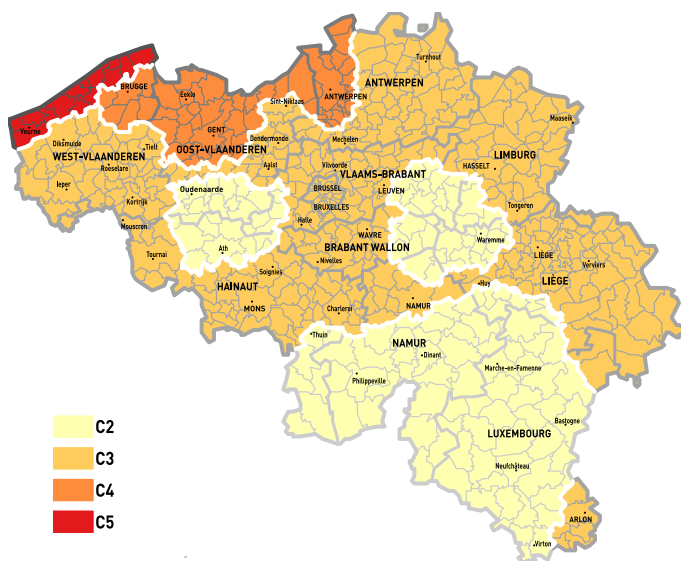 Turnhout
ANTWERPEN
BRUGGE
Eeklo
Sint-Niklaas
ANTWERPEN
Maaseik
Veurne
GENT
Diksmuide
Tielt
OOST-VLAANDEREN
Dendermonde
Mechelen
WEST-VLAANDEREN
LIMBURG
Roeselare
Aalst
Vilvoorde
HASSELT
VLAAMS-BRABANT
Ieper
Oudenaarde
BRUSSEL
LEUVEN
Kortrijk
BRUXELLES
Tongeren
Mouscron
Halle
WAVRE
Waremme
Ath
BRABANT WALLON
LIÈGE
Tournai
Nivelles
Verviers
Soignies
LIÈGE
HAINAUT
Huy
MONS
NAMUR
Charleroi
Thuin
NAMUR
Dinant
Marche-en-Famenne
Philippeville
Bastogne
C2
LUXEMBOURG
C3
Neufchâteau
C4
C5
ARLON
Virton